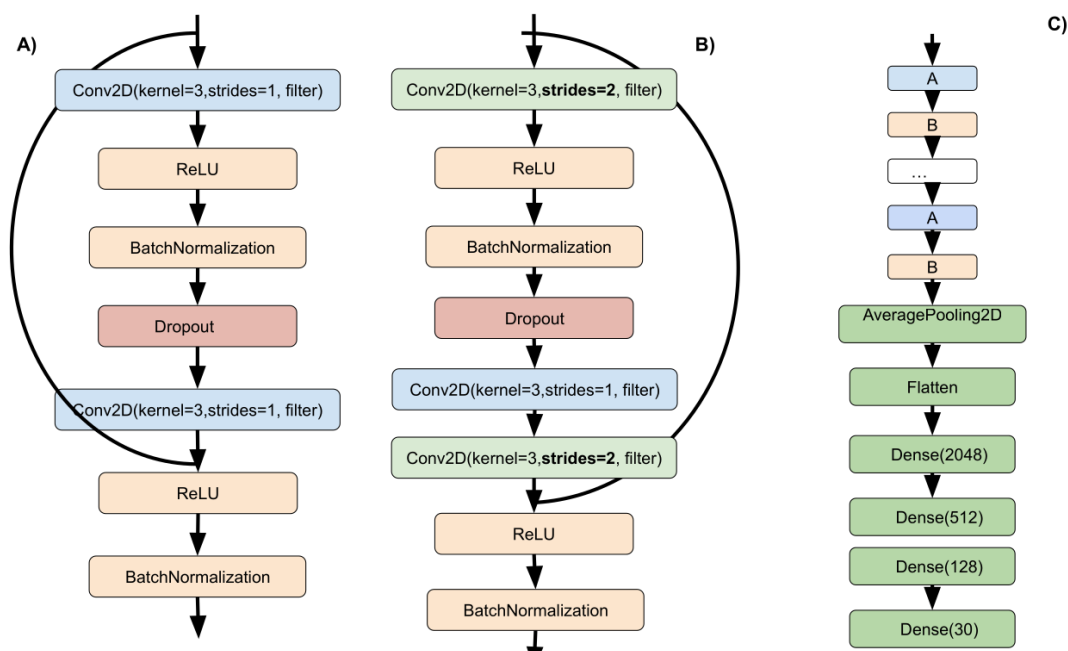 A)
Conv2D(kernel=3,strides=1, filter)
ReLU
BatchNormalization
Dropout
Conv2D(kernel=3,strides=1, filter)
ReLU
BatchNormalization
B)
Conv2D(kernel=3,strides=2, filter)
ReLU
BatchNormalization
Dropout
Conv2D(kernel=3,strides=1, filter)
Conv2D(kernel=3,strides=2, filter)
ReLU
BatchNormalization
C)
A
B
...
A
B
AveragePooling2D
Flatten
Dense(2048)
Dense(512)
Dense(128)
Dense(30)